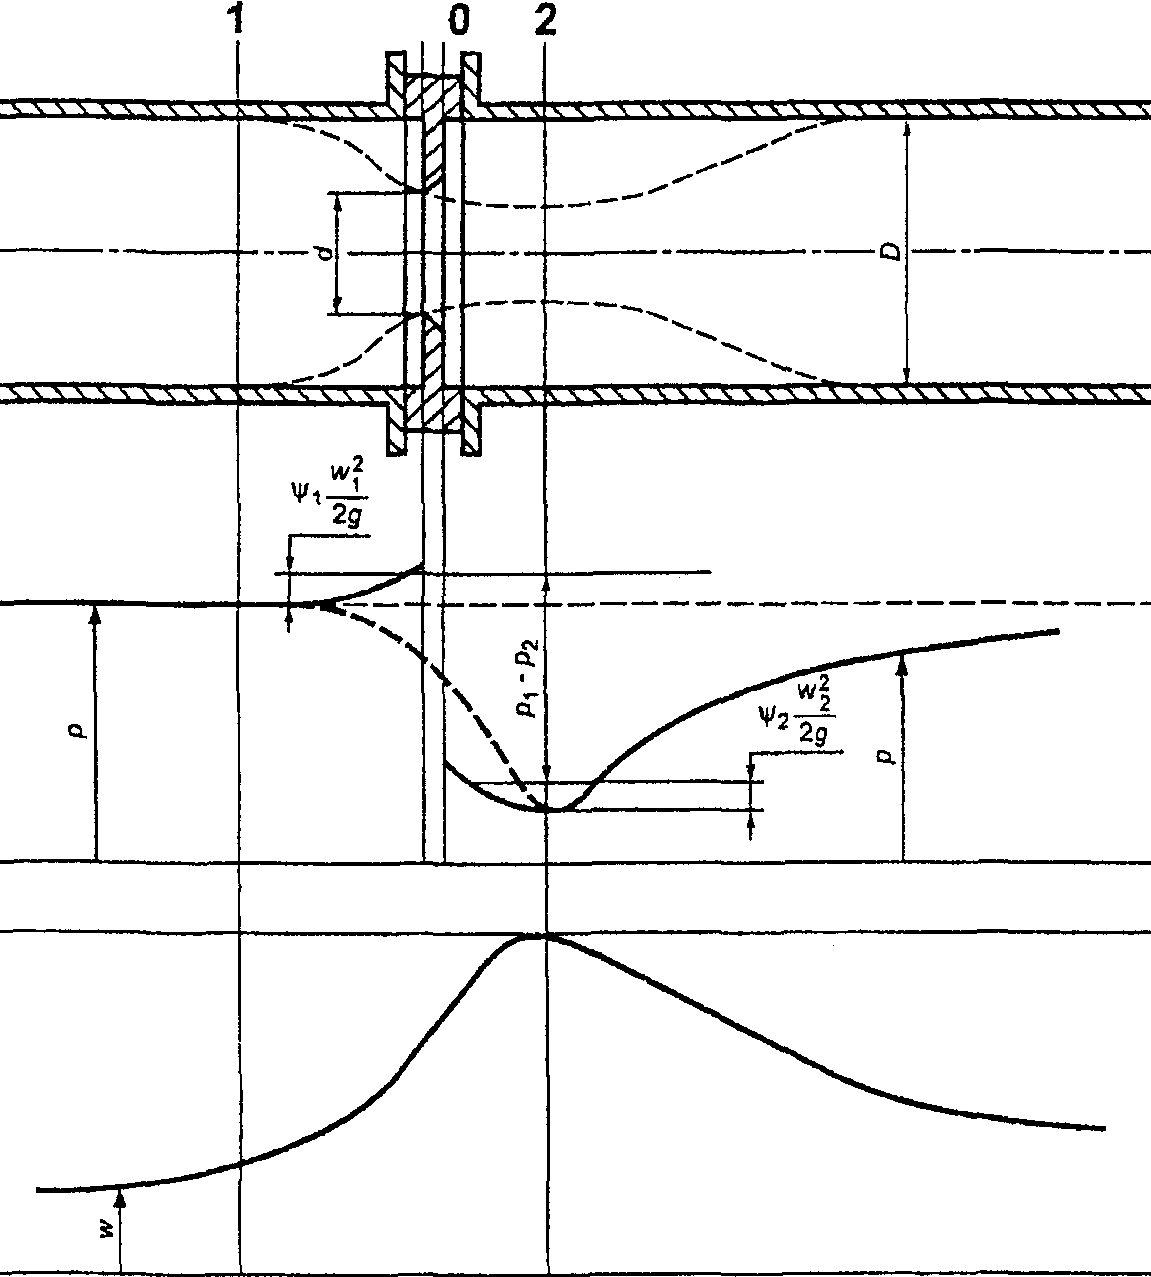 1 0 2
d
D
ψ₁ w₁²/2g
p₁ - p₂
p
ψ₂ w₂²/2g
p
w